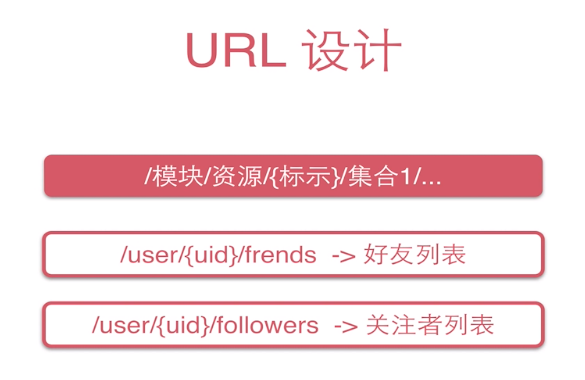 URL 设计
/模块/资源/{标示}/集合1/...
/user/{uid}/frends -> 好友列表
/user/{uid}/followers -> 关注者列表